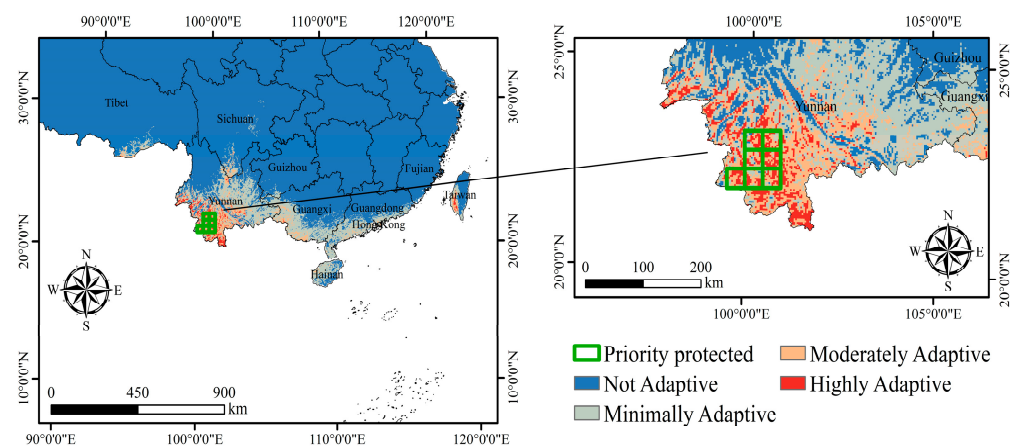 90°0'0"E 100°0'0"E 110°0'0"E 120°0'0"E
30°0'0"N
20°0'0"N
10°0'0"N
Tibet
Sichuan
Guizhou
Fujian
Yunnan
Taiwan
Guangxi
Guangdong
Hong Kong
Hainan
N
W E
S
0 450 900
km
30°0'0"N
20°0'0"N
10°0'0"N
90°0'0"E 100°0'0"E 110°0'0"E 120°0'0"E
100°0'0"E 105°0'0"E
25°0'0"N
20°0'0"N
Guizhou
Guangxi
Yunnan
N
W E
S
0 100 200
km
25°0'0"N
20°0'0"N
100°0'0"E 105°0'0"E
Priority protected
Moderately Adaptive
Not Adaptive
Highly Adaptive
Minimally Adaptive